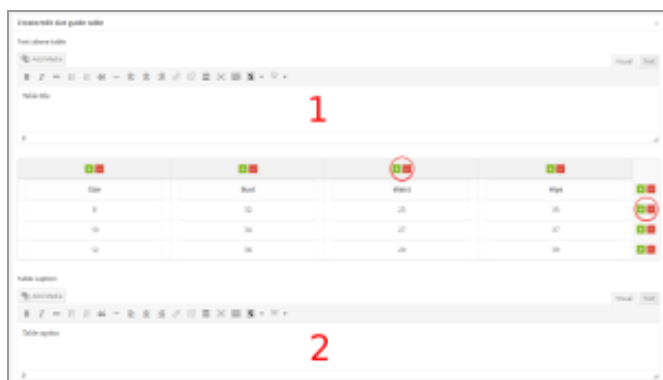 Create/edit size guide table
Text above table
Add Media
Visual Text
Table title
1
Size Bust Waist Hips
8 32 25 35
10 34 27 37
12 36 29 39
Table caption
Add Media
Visual Text
Table caption
2